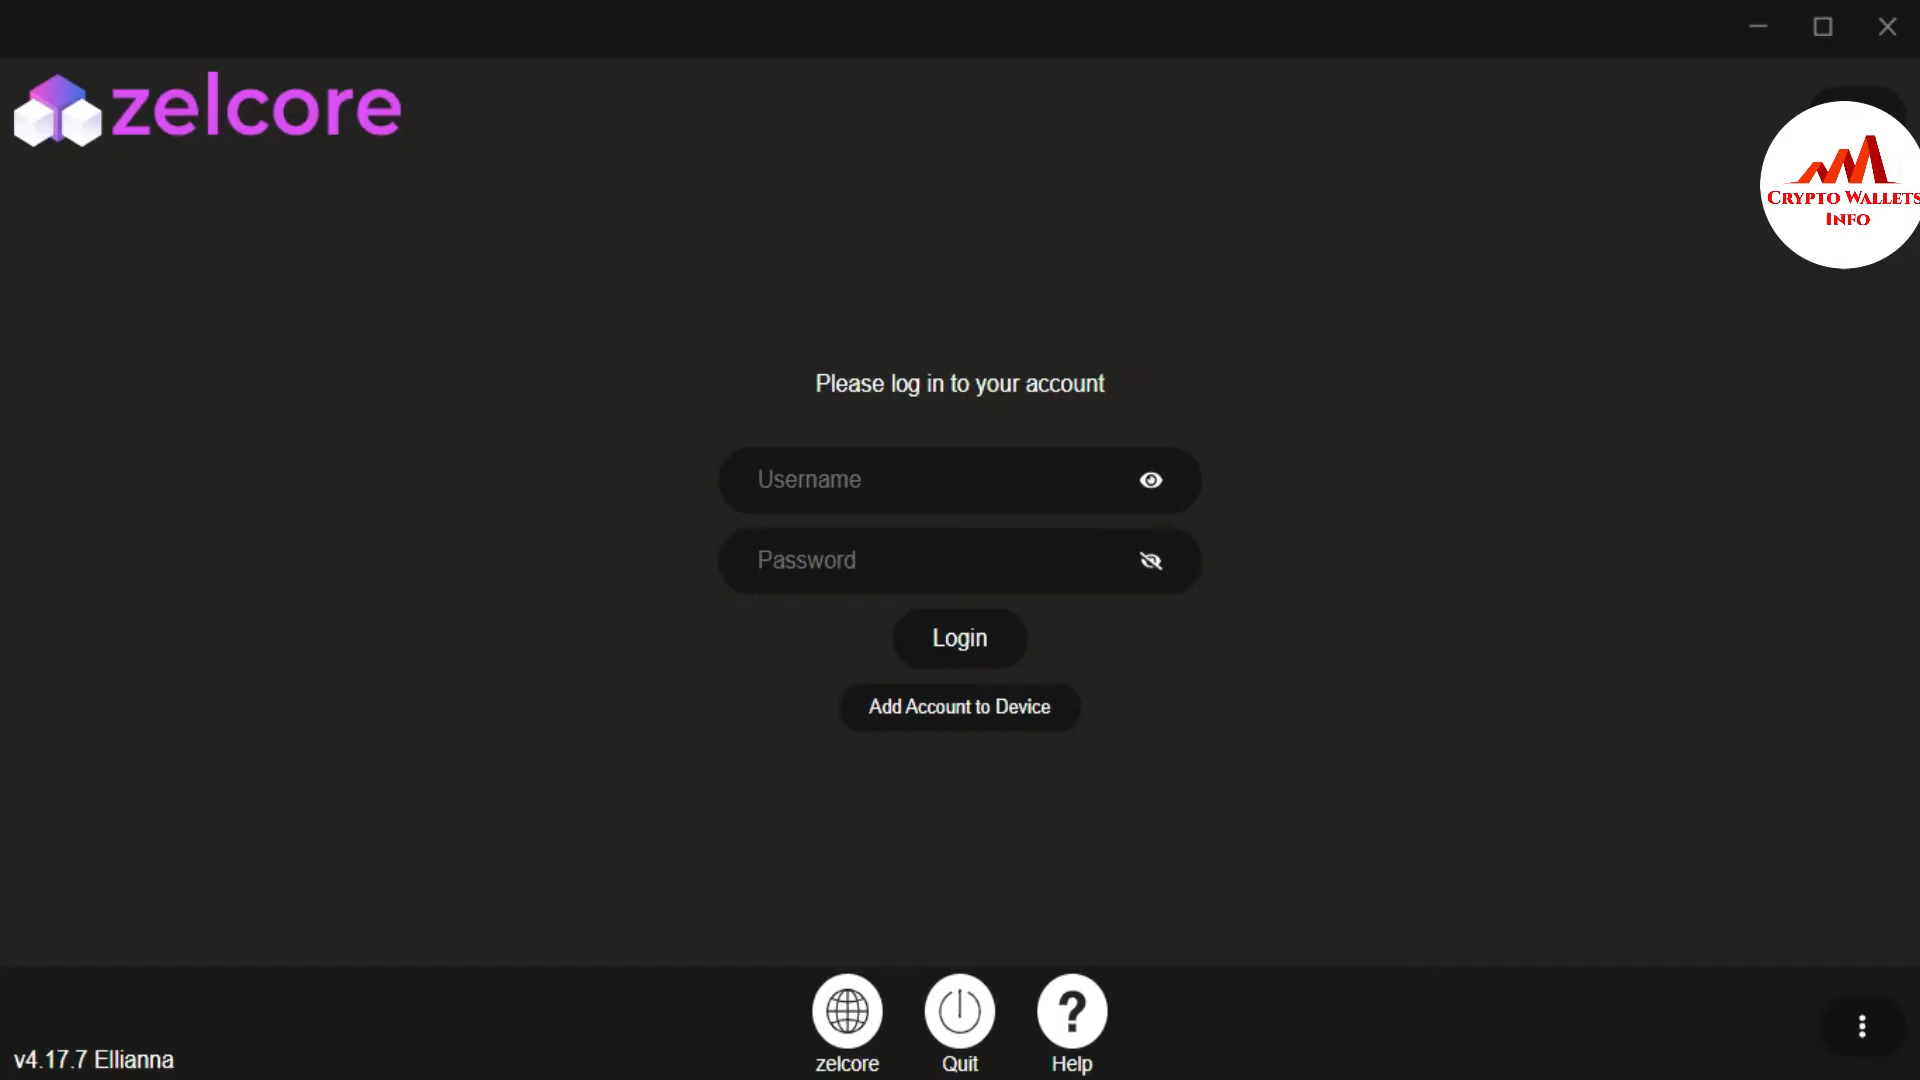 zelcore
CRYPTO WALLETS
INFO
Please log in to your account
Username
Password
Login
Add Account to Device
zelcore
Quit
? Help
v4.17.7 Ellianna